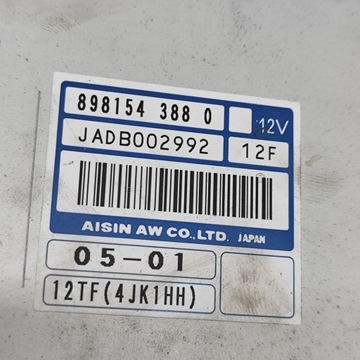 898154 388 0 12V
JADB002992 12F
AISIN AW CO.,LTD. JAPAN
05-01
12TF(4JK1HH)